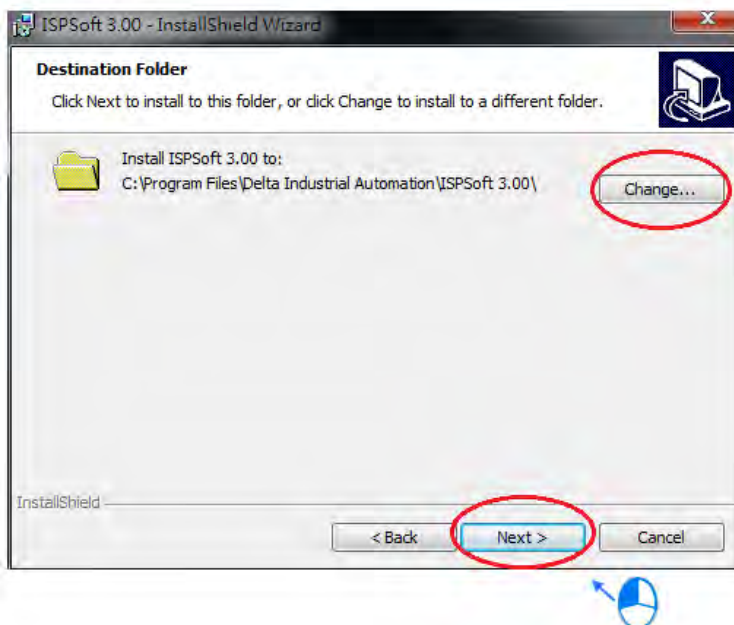 ISPSoft 3.00 - InstallShield Wizard
Destination Folder
Click Next to install to this folder, or click Change to install to a different folder.
Install ISPSoft 3.00 to:
C:\Program Files\Delta Industrial Automation\ISPSoft 3.00\
Change...
InstallShield
< Back
Next >
Cancel